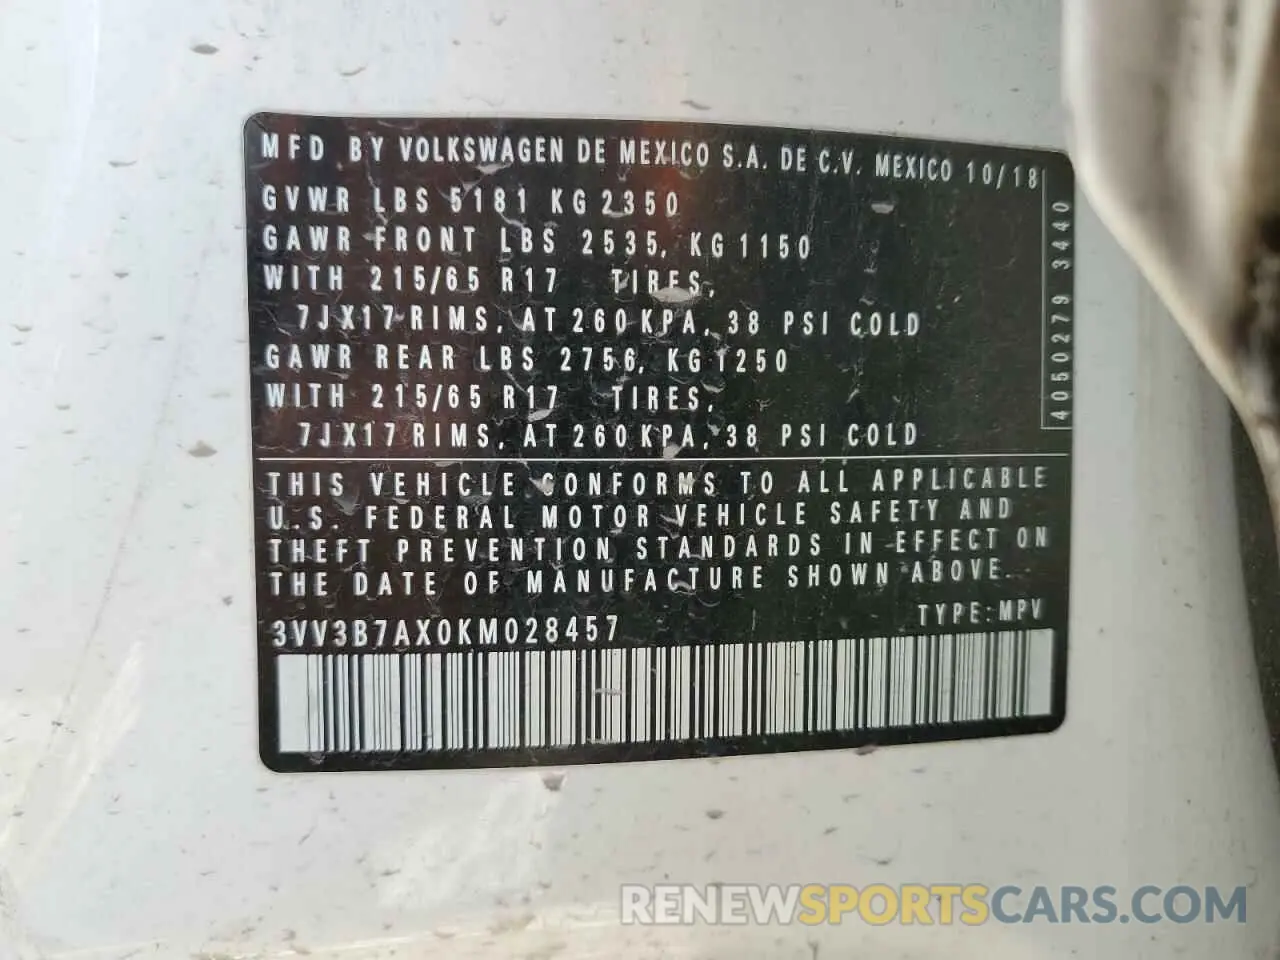 MFD BY VOLKSWAGEN DE MEXICO S.A. DE C.V. MEXICO 10/18
GVWR LBS 5181 KG 2350
GAWR FRONT LBS 2535, KG 1150
WITH 215/65 R17 TIRES,
7JX17 RIMS, AT 260 KPA, 38 PSI COLD
GAWR REAR LBS 2756, KG 1250
WITH 215/65 R17 TIRES,
7JX17 RIMS, AT 260 KPA, 38 PSI COLD
4050279 3440
THIS VEHICLE CONFORMS TO ALL APPLICABLE
U.S. FEDERAL MOTOR VEHICLE SAFETY AND
THEFT PREVENTION STANDARDS IN EFFECT ON
THE DATE OF MANUFACTURE SHOWN ABOVE.
3VV3B7AX0KM028457 TYPE: MPV
RENEWSPORTSCARS.COM